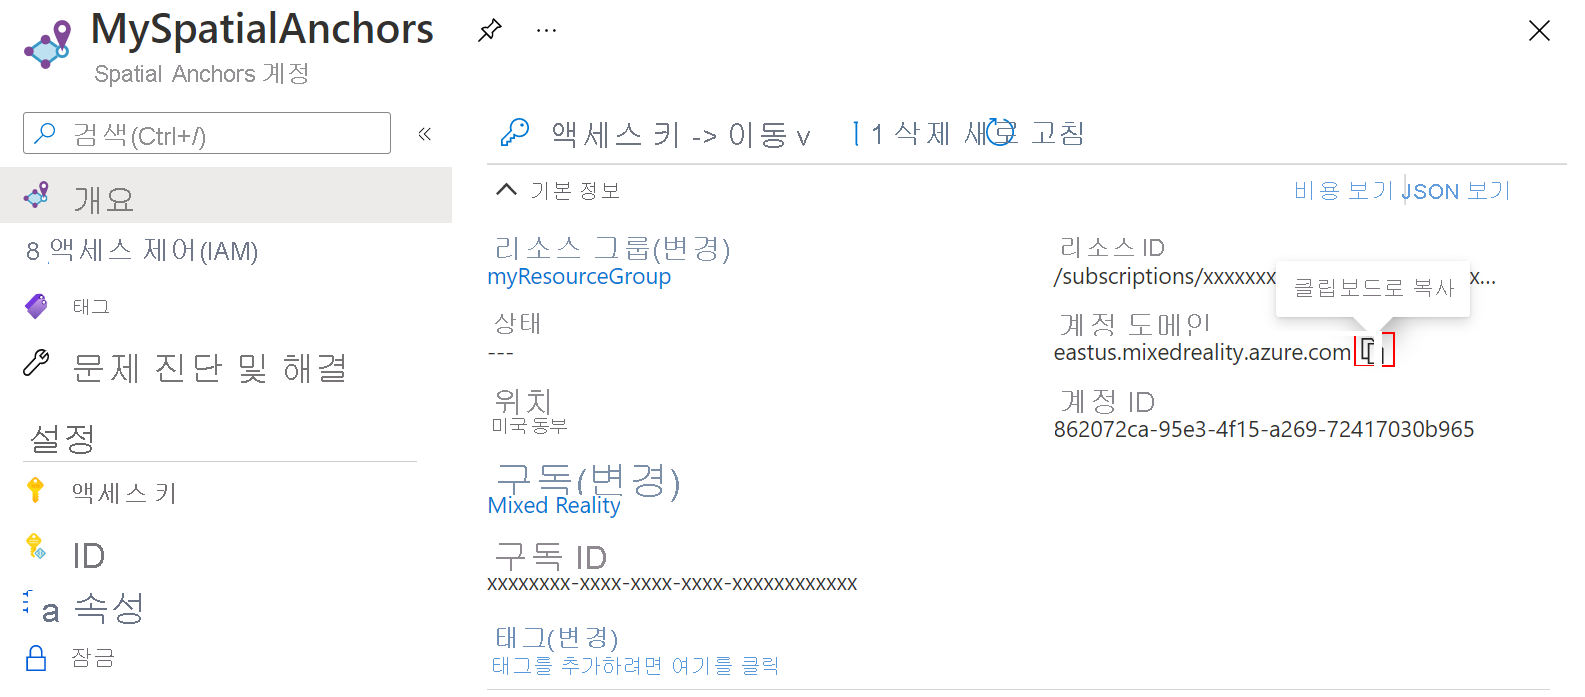 MySpatialAnchors
Spatial Anchors 계정
검색(Ctrl+/)
«
개요
8 액세스 제어(IAM)
태그
문제 진단 및 해결
설정
액세스 키
ID
a 속성
잠금
액세스 키 -> 이동 v
1 삭제 새로 고침
기본 정보
비용 보기
JSON 보기
리소스 그룹(변경)
myResourceGroup
상태
---
위치
미국 동부
구독(변경)
Mixed Reality
구독 ID
xxxxxxxx-xxxx-xxxx-xxxx-xxxxxxxxxxxx
태그(변경)
태그를 추가하려면 여기를 클릭
리소스 ID
/subscriptions/xxxxxxx
x...
클립보드로 복사
계정 도메인
eastus.mixedreality.azure.com
계정 ID
862072ca-95e3-4f15-a269-72417030b965